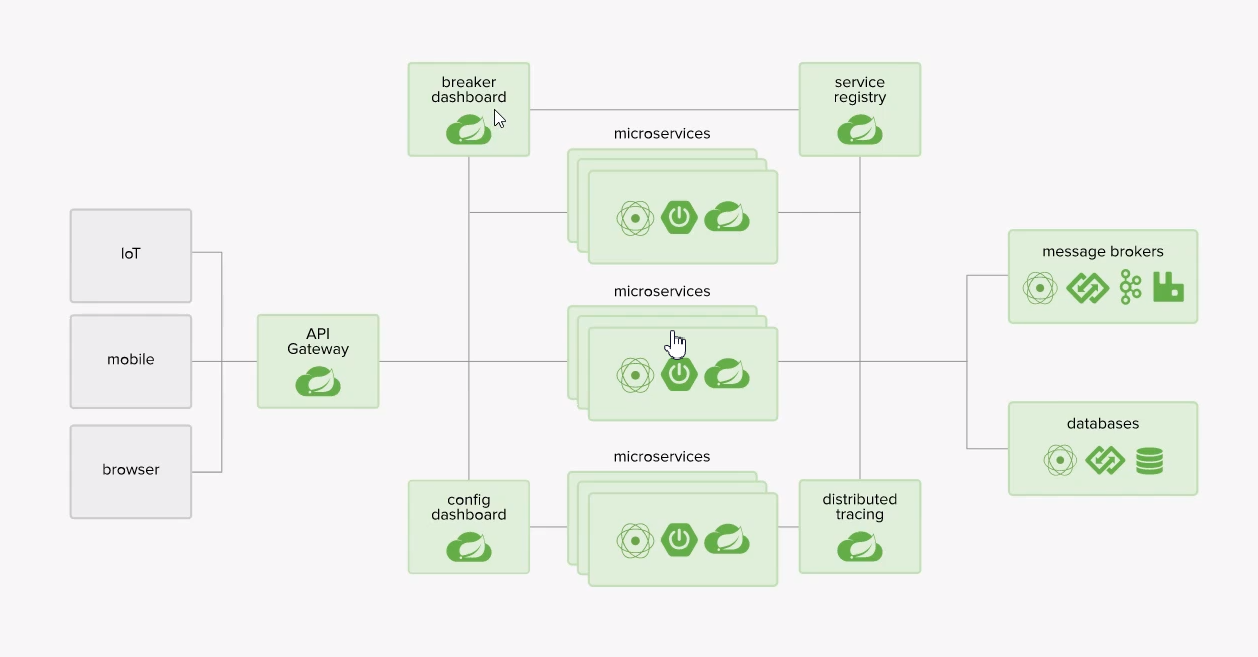 breaker
dashboard
service
registry
microservices
IoT
mobile
browser
API
Gateway
microservices
message brokers
databases
microservices
config
dashboard
distributed
tracing